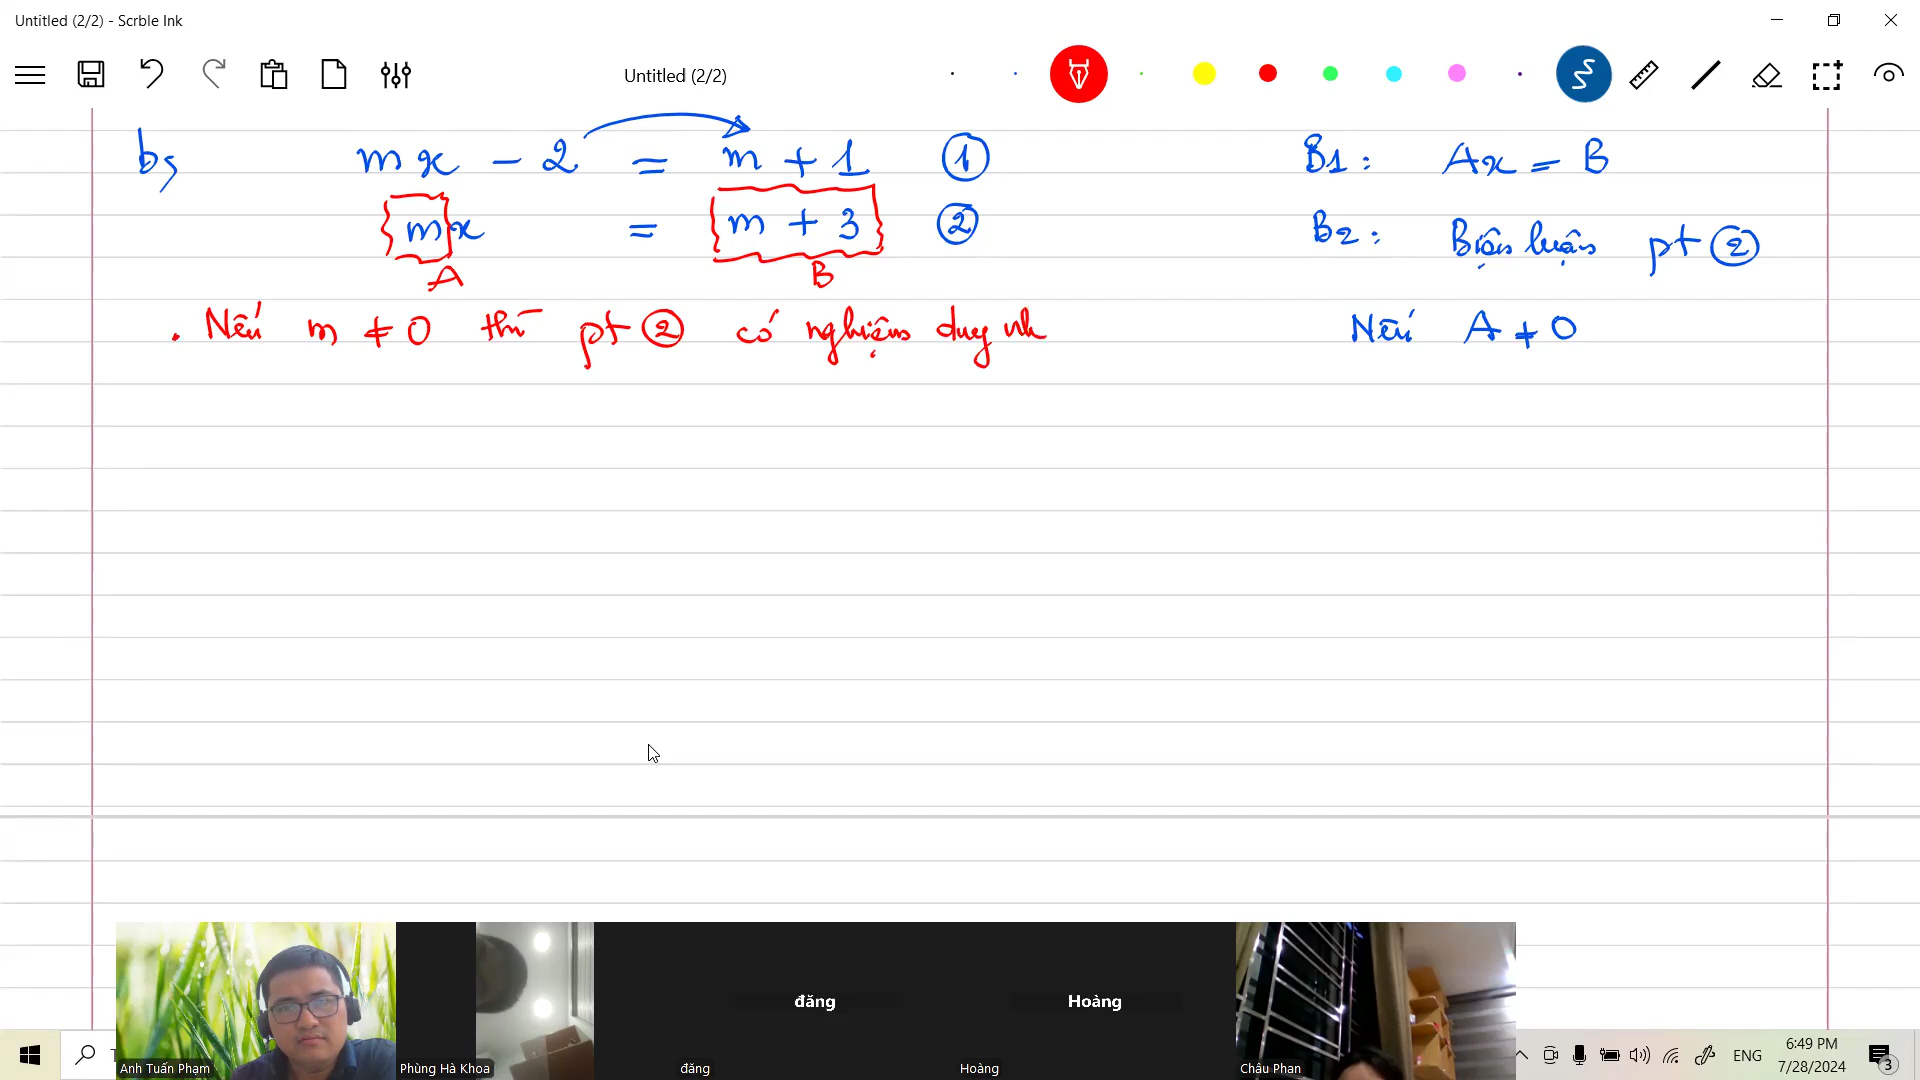 Untitled (2/2) - Scrble Ink
Untitled (2/2)
b, mx - 2 = m + 1 ①
B1: Ax = B
mx = m + 3 ②
A B
B2: Biện luận pt ②
. Nếu m ≠ 0 thì pt ② có nghiệm duy nh
Nếu A ≠ 0
đăng
Hoàng
Anh Tuấn Phạm
Phùng Hà Khoa
đăng
Hoàng
Châu Phan
ENG
6:49 PM
7/28/2024
3